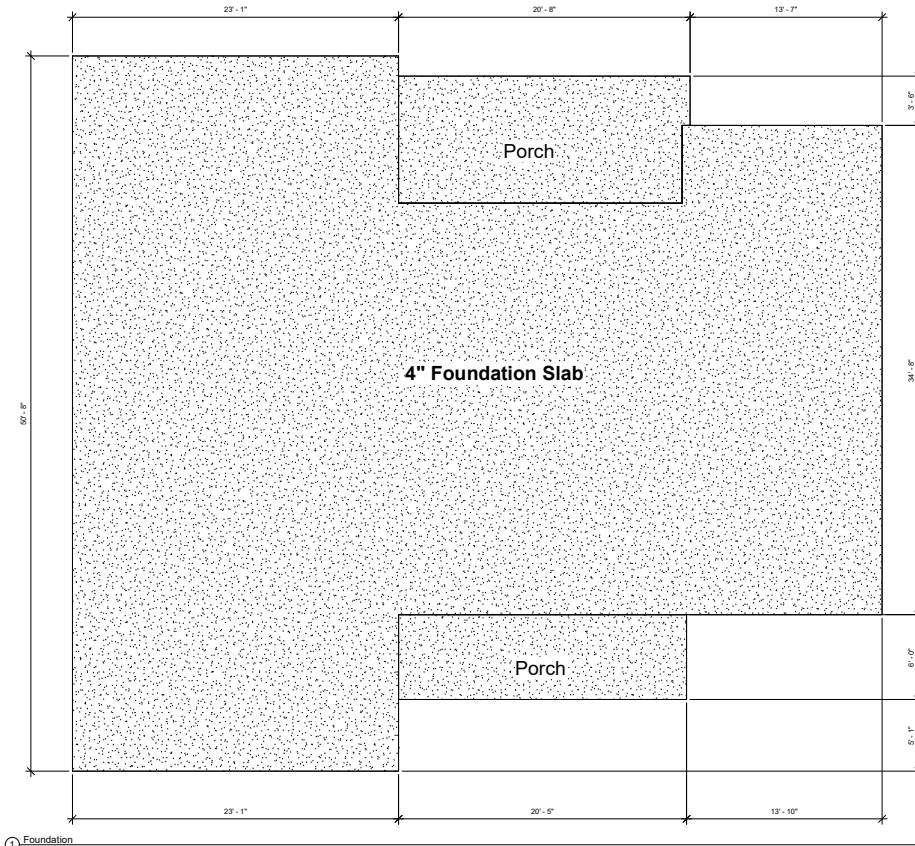 23' - 1"
20' - 8"
13' - 7"
3' - 6"
Porch
4" Foundation Slab
34' - 8"
50' - 8"
Porch
6' - 0"
5' - 1"
23' - 1"
20' - 5"
13' - 10"
1 Foundation